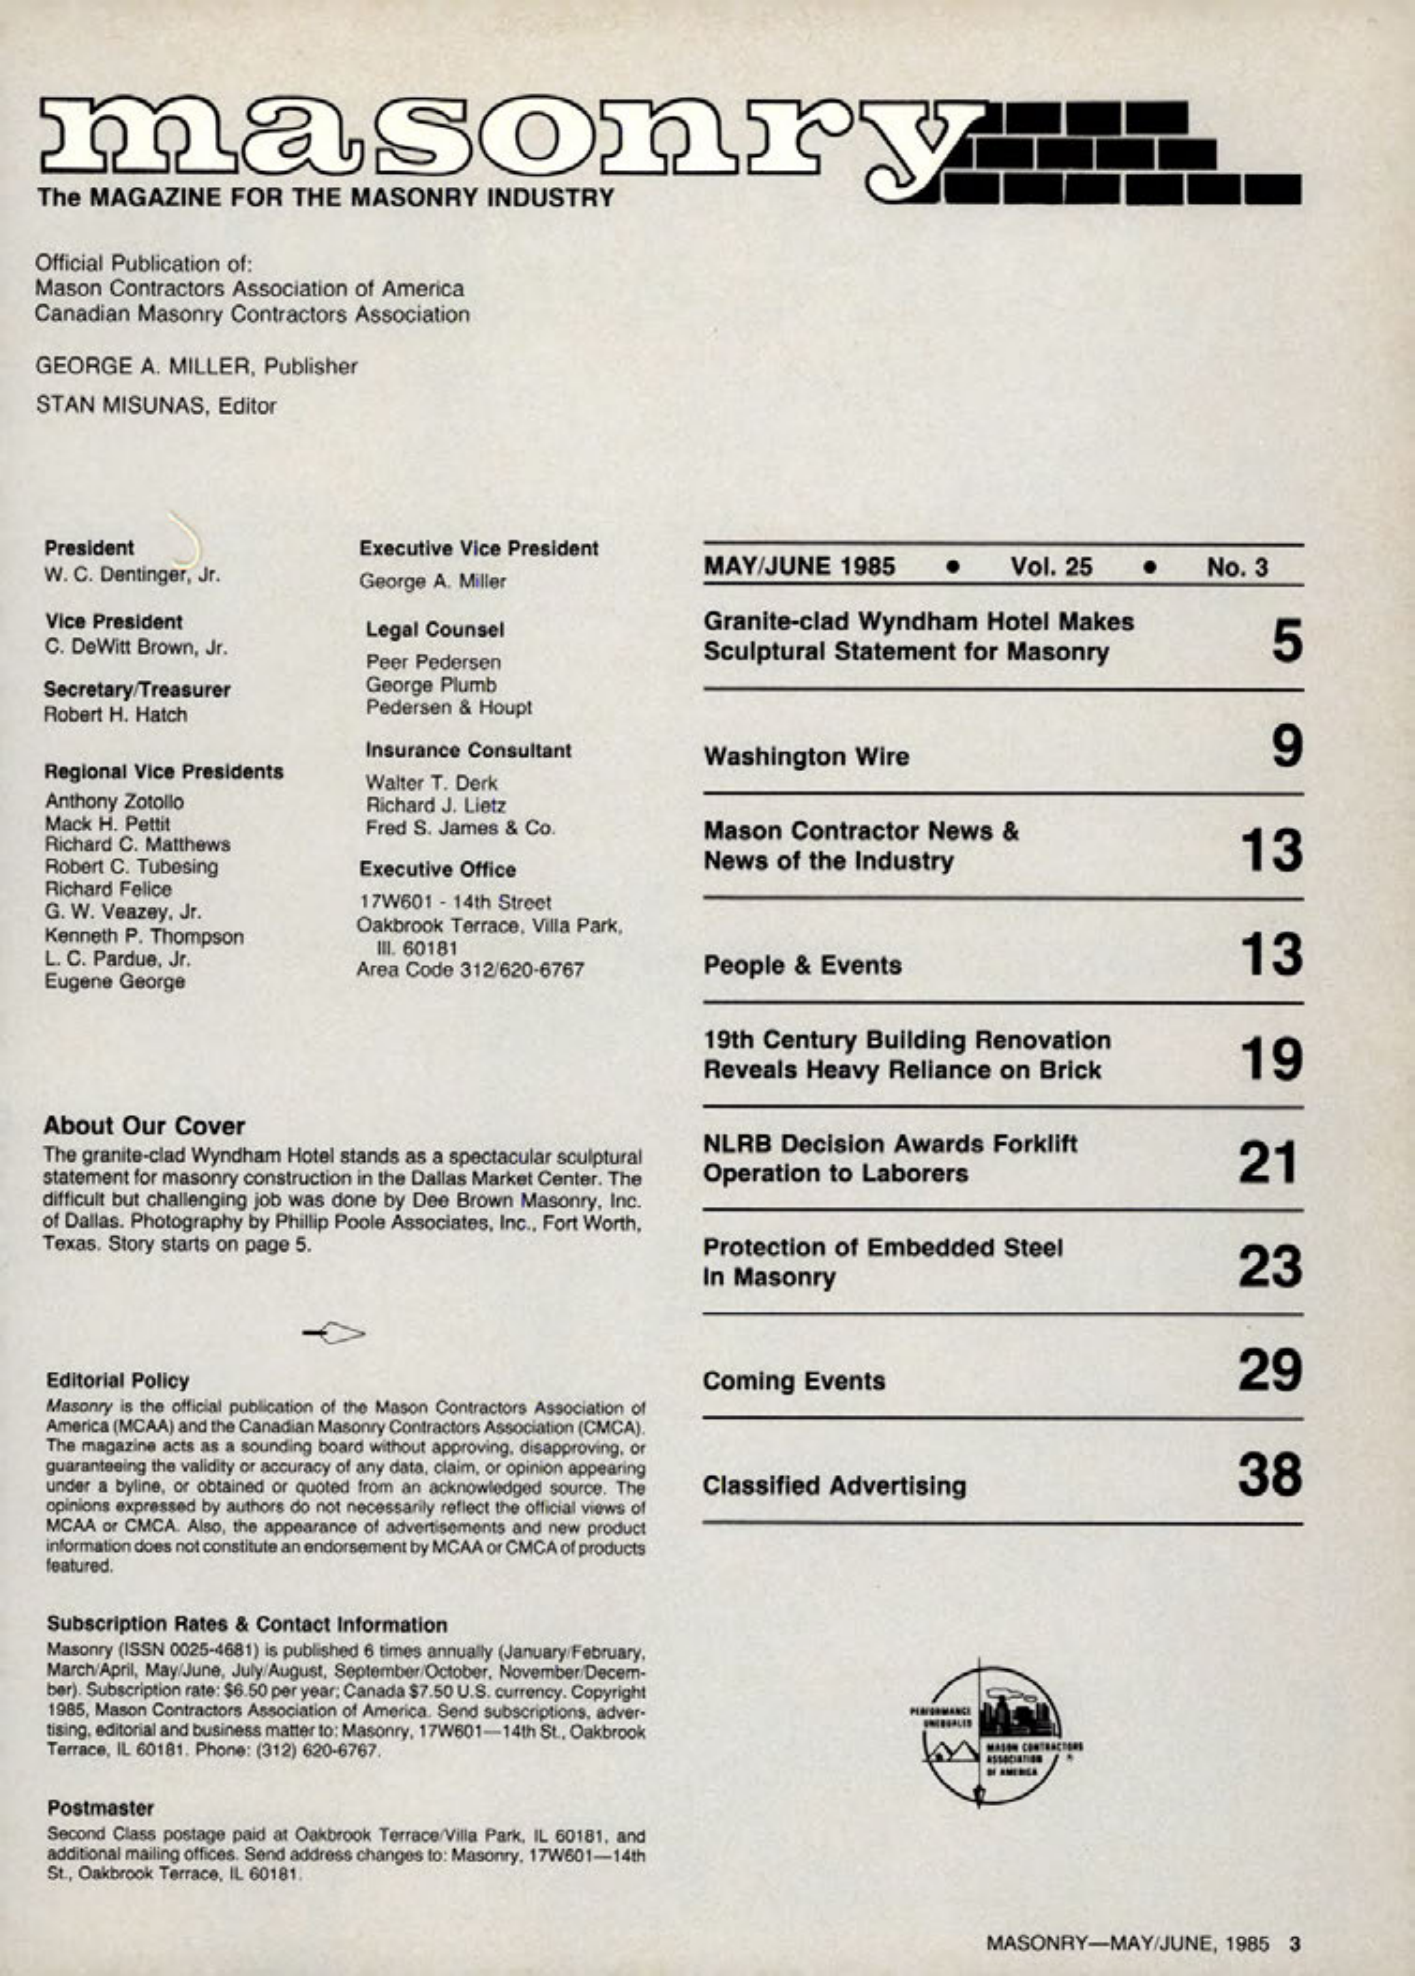 masonry
The MAGAZINE FOR THE MASONRY INDUSTRY
Official Publication of:
Mason Contractors Association of America
Canadian Masonry Contractors Association
GEORGE A. MILLER, Publisher
STAN MISUNAS, Editor
President
W. C. Dentinger, Jr.
Vice President
C. DeWitt Brown, Jr.
Secretary/Treasurer
Robert H. Hatch
Regional Vice Presidents
Anthony Zotollo
Mack H. Pettit
Richard C. Matthews
Robert C. Tubesing
Richard Felice
G. W. Veazey, Jr.
Kenneth P. Thompson
L. C. Pardue, Jr.
Eugene George
Executive Vice President
George A. Miller
Legal Counsel
Peer Pedersen
George Plumb
Pedersen & Houpt
Insurance Consultant
Walter T. Derk
Richard J. Lietz
Fred S. James & Co.
Executive Office
17W601 - 14th Street
Oakbrook Terrace, Villa Park,
Ill. 60181
Area Code 312/620-6767
About Our Cover
The granite-clad Wyndham Hotel stands as a spectacular sculptural
statement for masonry construction in the Dallas Market Center. The
difficult but challenging job was done by Dee Brown Masonry, Inc.
of Dallas. Photography by Phillip Poole Associates, Inc., Fort Worth,
Texas. Story starts on page 5.
Editorial Policy
Masonry is the official publication of the Mason Contractors Association of
America (MCAA) and the Canadian Masonry Contractors Association (CMCA).
The magazine acts as a sounding board without approving, disapproving, or
guaranteeing the validity or accuracy of any data, claim, or opinion appearing
under a byline, or obtained or quoted from an acknowledged source. The
opinions expressed by authors do not necessarily reflect the official views of
MCAA or CMCA. Also, the appearance of advertisements and new product
information does not constitute an endorsement by MCAA or CMCA of products
featured.
Subscription Rates & Contact Information
Masonry (ISSN 0025-4681) is published 6 times annually (January/February,
March/April, May/June, July/August, September/October, November/Decem-
ber). Subscription rate: $6.50 per year; Canada $7.50 U.S. currency. Copyright
1985, Mason Contractors Association of America. Send subscriptions, adver-
tising, editorial and business matter to: Masonry, 17W601—14th St., Oakbrook
Terrace, IL 60181. Phone: (312) 620-6767.
Postmaster
Second Class postage paid at Oakbrook Terrace/Villa Park, IL 60181, and
additional mailing offices. Send address changes to: Masonry, 17W601—14th
St., Oakbrook Terrace, IL 60181.
MAY/JUNE 1985 • Vol. 25 • No. 3
Granite-clad Wyndham Hotel Makes
Sculptural Statement for Masonry 5
Washington Wire 9
Mason Contractor News &
News of the Industry 13
People & Events 13
19th Century Building Renovation
Reveals Heavy Reliance on Brick 19
NLRB Decision Awards Forklift
Operation to Laborers 21
Protection of Embedded Steel
In Masonry 23
Coming Events 29
Classified Advertising 38
PERFORMANCE
UNEQUALED
MASON CONTRACTORS
ASSOCIATION ®
OF AMERICA
MASONRY—MAY/JUNE, 1985 3